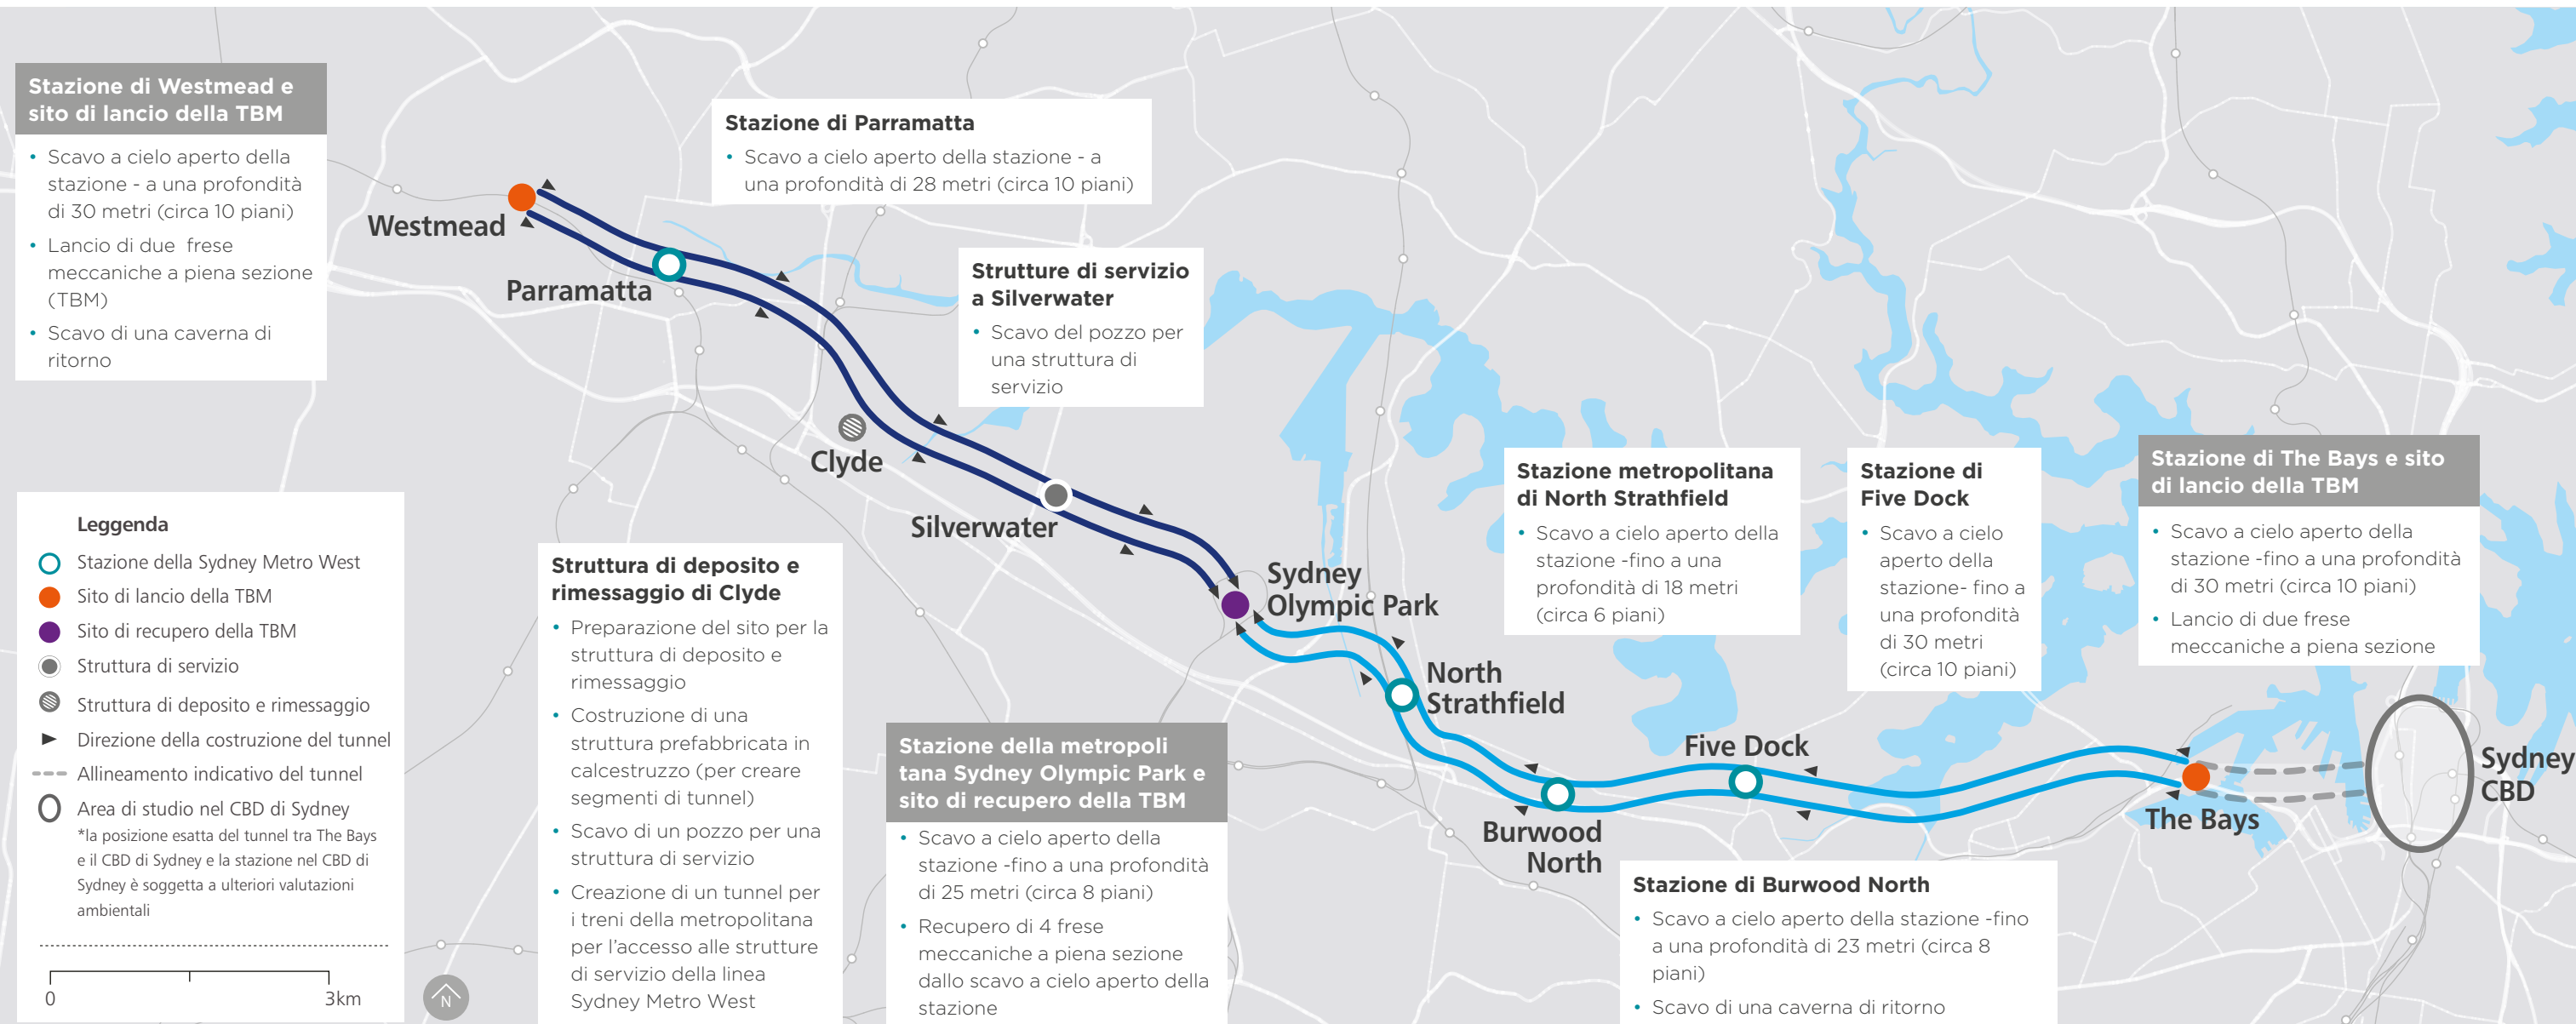 Stazione di Westmead e
sito di lancio della TBM
• Scavo a cielo aperto della
stazione - a una profondità
di 30 metri (circa 10 piani)
• Lancio di due frese
meccaniche a piena sezione
(TBM)
• Scavo di una caverna di
ritorno
Stazione di Parramatta
• Scavo a cielo aperto della stazione - a
una profondità di 28 metri (circa 10 piani)
Westmead
Parramatta
Strutture di servizio
a Silverwater
• Scavo del pozzo per
una struttura di
servizio
Clyde
Silverwater
Sydney
Olympic Park
North
Strathfield
Five Dock
Burwood
North
The Bays
Sydney
CBD
Stazione metropolitana
di North Strathfield
• Scavo a cielo aperto della
stazione -fino a una
profondità di 18 metri
(circa 6 piani)
Stazione di
Five Dock
• Scavo a cielo
aperto della
stazione- fino a
una profondità
di 30 metri
(circa 10 piani)
Stazione di The Bays e sito
di lancio della TBM
• Scavo a cielo aperto della
stazione -fino a una profondità
di 30 metri (circa 10 piani)
• Lancio di due frese
meccaniche a piena sezione
Leggenda
Stazione della Sydney Metro West
Sito di lancio della TBM
Sito di recupero della TBM
Struttura di servizio
Struttura di deposito e rimessaggio
Direzione della costruzione del tunnel
Allineamento indicativo del tunnel
Area di studio nel CBD di Sydney
*la posizione esatta del tunnel tra The Bays
e il CBD di Sydney e la stazione nel CBD di
Sydney è soggetta a ulteriori valutazioni
ambientali
0
3km
N
Struttura di deposito e
rimessaggio di Clyde
• Preparazione del sito per la
struttura di deposito e
rimessaggio
• Costruzione di una
struttura prefabbricata in
calcestruzzo (per creare
segmenti di tunnel)
• Scavo di un pozzo per una
struttura di servizio
• Creazione di un tunnel per
i treni della metropolitana
per l'accesso alle strutture
di servizio della linea
Sydney Metro West
Stazione della metropoli
tana Sydney Olympic Park e
sito di recupero della TBM
• Scavo a cielo aperto della
stazione -fino a una profondità
di 25 metri (circa 8 piani)
• Recupero di 4 frese
meccaniche a piena sezione
dallo scavo a cielo aperto della
stazione
Stazione di Burwood North
• Scavo a cielo aperto della stazione -fino
a una profondità di 23 metri (circa 8
piani)
• Scavo di una caverna di ritorno